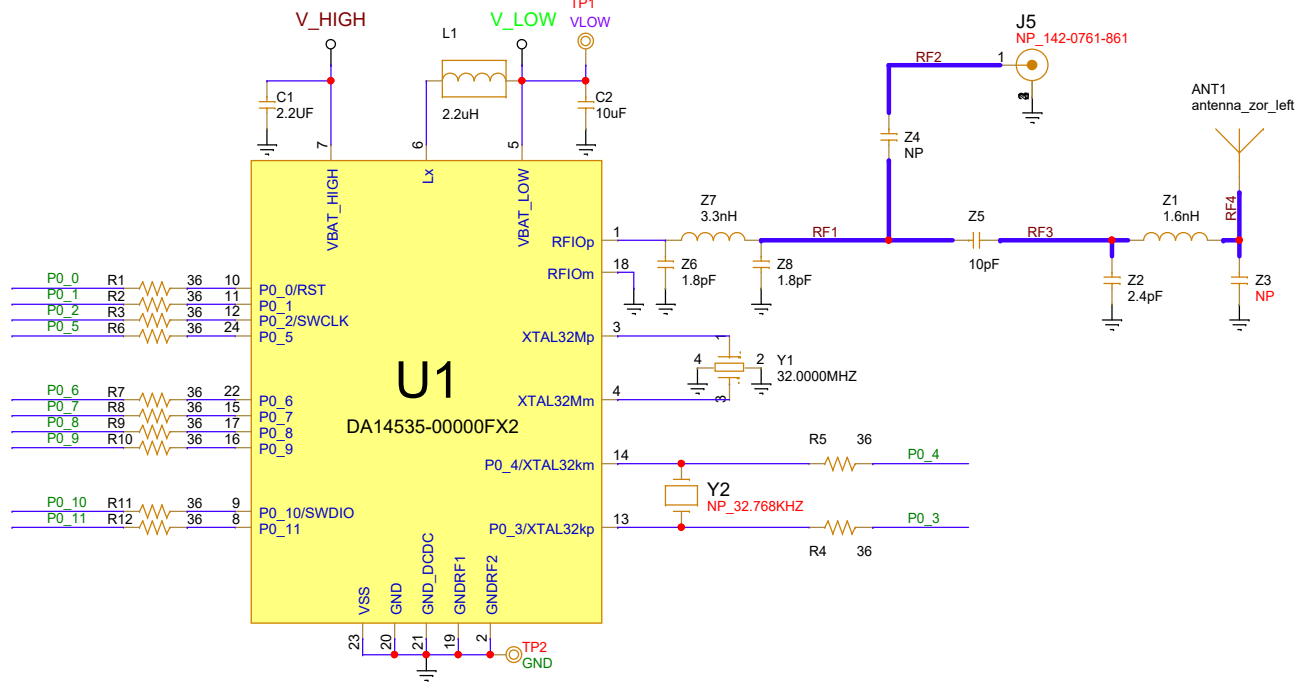 V_HIGH
V_LOW
TP1
VLOW
L1
2.2uH
C1
2.2UF
C2
10uF
7
6
5
VBAT_HIGH
Lx
VBAT_LOW
J5
NP_142-0761-861
RF2
1
ANT1
antenna_zor_left
Z4
NP
Z7
3.3nH
RF1
Z5
10pF
RF3
Z1
1.6nH
RF4
RFIOp
1
RFIOm
18
Z6
1.8pF
Z8
1.8pF
Z2
2.4pF
Z3
NP
P0_0 R1 36 10 P0_0/RST
P0_1 R2 36 11 P0_1
P0_2 R3 36 12 P0_2/SWCLK
P0_5 R6 36 24 P0_5
XTAL32Mp 3
1
4
2
Y1
32.0000MHZ
XTAL32Mm 4
3
U1
DA14535-00000FX2
P0_6 R7 36 22 P0_6
P0_7 R8 36 15 P0_7
P0_8 R9 36 17 P0_8
P0_9 R10 36 16 P0_9
P0_4/XTAL32km 14
R5 36 P0_4
Y2
NP_32.768KHZ
P0_3/XTAL32kp 13
R4 36 P0_3
P0_10 R11 36 9 P0_10/SWDIO
P0_11 R12 36 8 P0_11
VSS
GND
GND_DCDC
GNDRF1
GNDRF2
23
20
21
19
2
TP2
GND